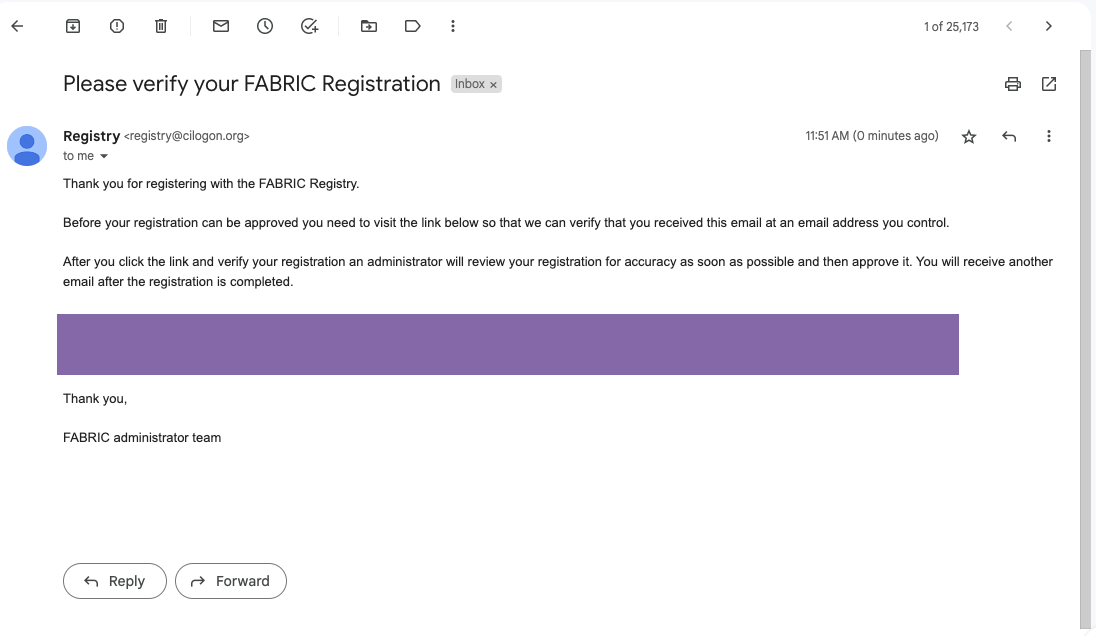 1 of 25,173
Please verify your FABRIC Registration Inbox ×
Registry <registry@cilogon.org> 11:51 AM (0 minutes ago)
to me
Thank you for registering with the FABRIC Registry.
Before your registration can be approved you need to visit the link below so that we can verify that you received this email at an email address you control.
After you click the link and verify your registration an administrator will review your registration for accuracy as soon as possible and then approve it. You will receive another
email after the registration is completed.
Thank you,
FABRIC administrator team
Reply Forward